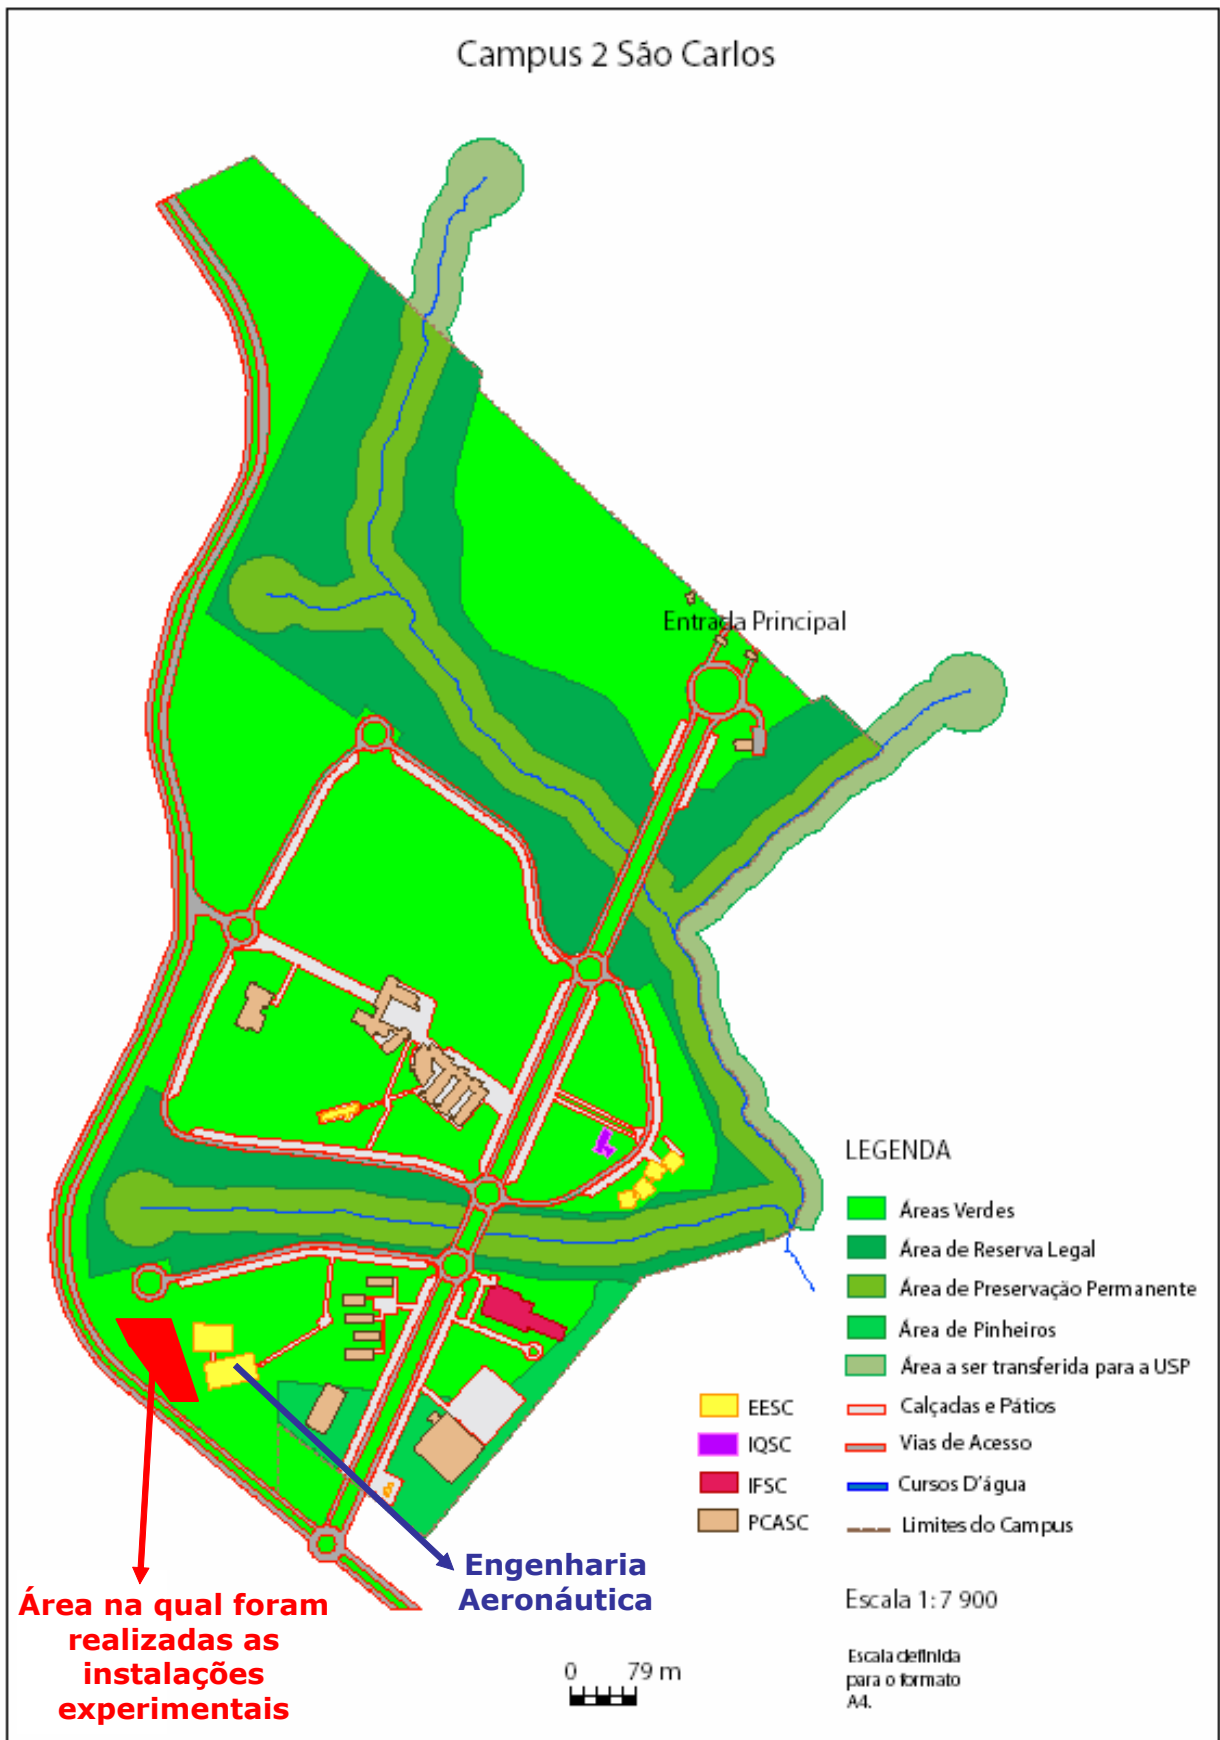 Campus 2 São Carlos
Entrada Principal
LEGENDA
Áreas Verdes
Área de Reserva Legal
Área de Preservação Permanente
Área de Pinheiros
Área a ser transferida para a USP
Calçadas e Pátios
Vias de Acesso
Cursos D'água
Limites do Campus
EESC
IQSC
IFSC
PCASC
Engenharia
Aeronáutica
Área na qual foram
realizadas as
instalações
experimentais
Escala 1: 7 900
0 79 m
Escala definida
para o formato
A4.